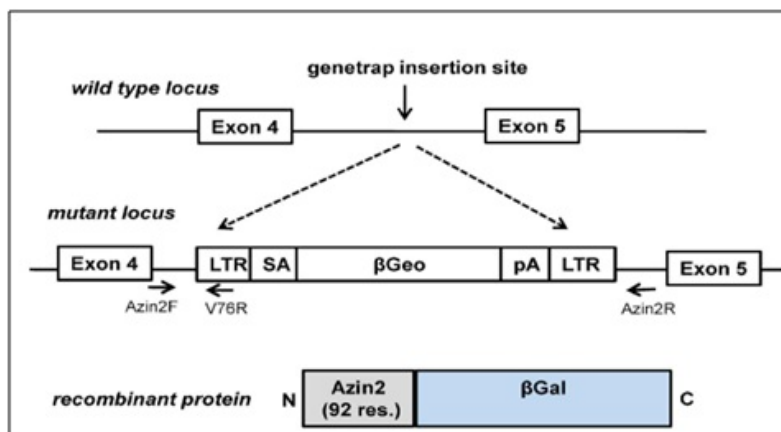 genetrap insertion site
wild type locus
Exon 4 Exon 5
mutant locus
Exon 4 LTR SA βGeo pA LTR Exon 5
Azin2F V76R Azin2R
recombinant protein N Azin2 βGal C
(92 res.)